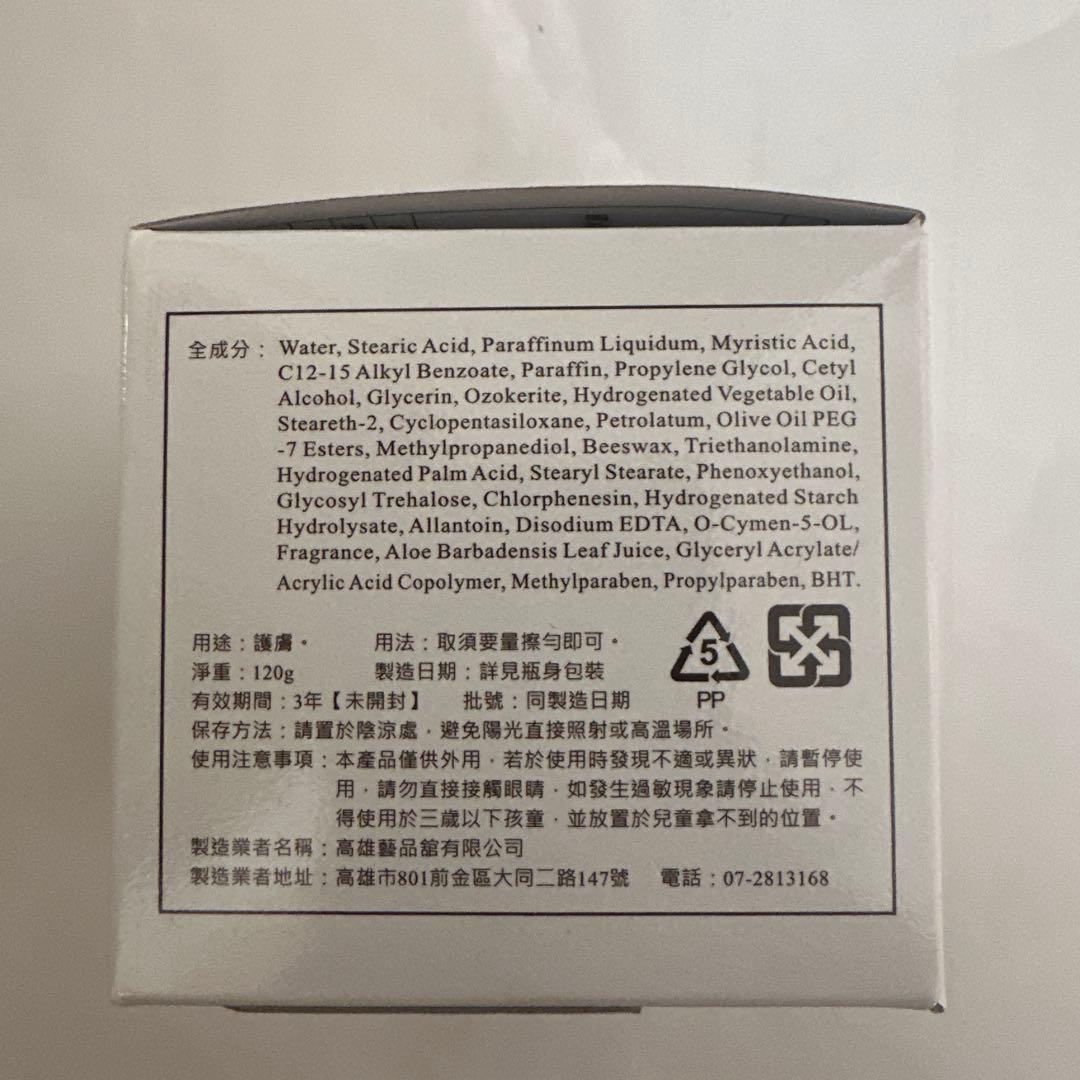 全成分：Water, Stearic Acid, Paraffinum Liquidum, Myristic Acid,
C12-15 Alkyl Benzoate, Paraffin, Propylene Glycol, Cetyl
Alcohol, Glycerin, Ozokerite, Hydrogenated Vegetable Oil,
Steareth-2, Cyclopentasiloxane, Petrolatum, Olive Oil PEG
-7 Esters, Methylpropanediol, Beeswax, Triethanolamine,
Hydrogenated Palm Acid, Stearyl Stearate, Phenoxyethanol,
Glycosyl Trehalose, Chlorphenesin, Hydrogenated Starch
Hydrolysate, Allantoin, Disodium EDTA, O-Cymen-5-OL,
Fragrance, Aloe Barbadensis Leaf Juice, Glyceryl Acrylate/
Acrylic Acid Copolymer, Methylparaben, Propylparaben, BHT.
用途：護膚。 用法：取須要量擦勻即可。
淨重：120g 製造日期：詳見瓶身包裝
5
PP
有效期間：3年【未開封】 批號：同製造日期
保存方法：請置於陰涼處，避免陽光直接照射或高溫場所。
使用注意事項：本產品僅供外用，若於使用時發現不適或異狀，請暫停使
用，請勿直接接觸眼睛，如發生過敏現象請停止使用，不
得使用於三歲以下孩童，並放置於兒童拿不到的位置。
製造業者名稱：高雄藝品舘有限公司
製造業者地址：高雄市801前金區大同二路147號 電話：07-2813168